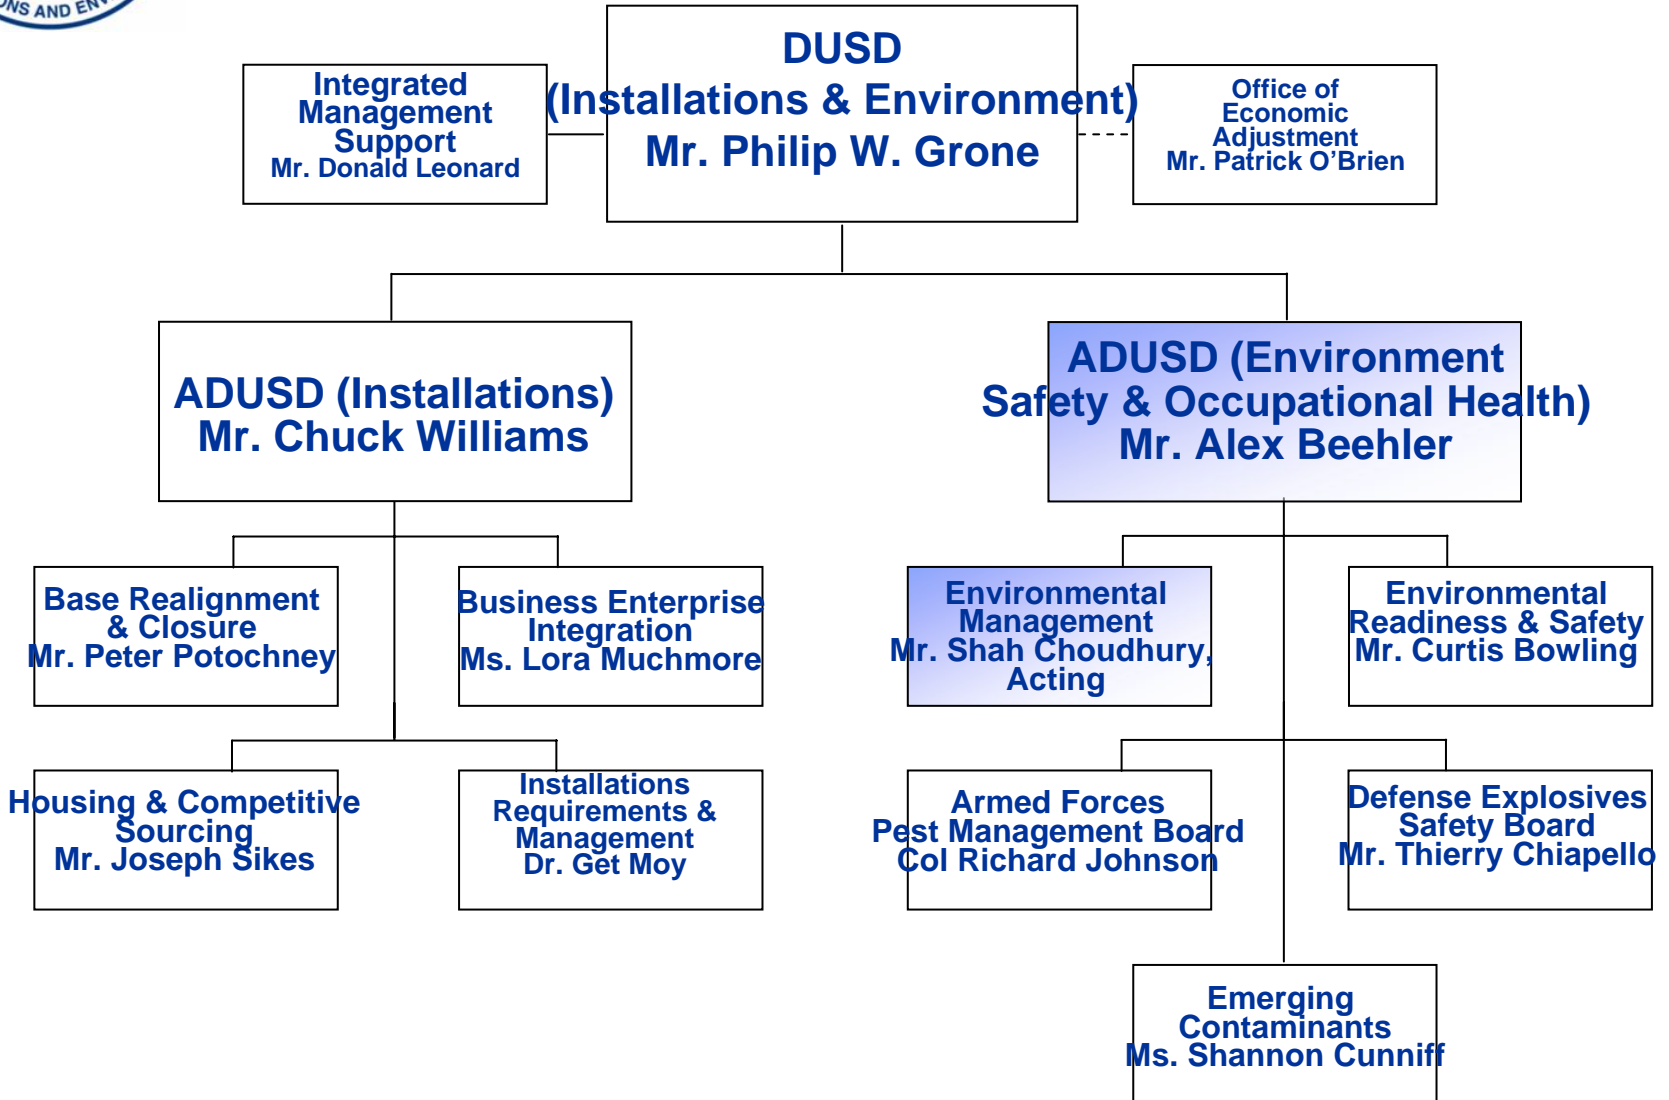 ONS AND ENV
DUSD
(Installations & Environment)
Mr. Philip W. Grone
Integrated
Management
Support
Mr. Donald Leonard
Office of
Economic
Adjustment
Mr. Patrick O’Brien
ADUSD (Installations)
Mr. Chuck Williams
ADUSD (Environment
Safety & Occupational Health)
Mr. Alex Beehler
Base Realignment
& Closure
Mr. Peter Potochney
Business Enterprise
Integration
Ms. Lora Muchmore
Environmental
Management
Mr. Shah Choudhury,
Acting
Environmental
Readiness & Safety
Mr. Curtis Bowling
Housing & Competitive
Sourcing
Mr. Joseph Sikes
Installations
Requirements &
Management
Dr. Get Moy
Armed Forces
Pest Management Board
Col Richard Johnson
Defense Explosives
Safety Board
Mr. Thierry Chiapello
Emerging
Contaminants
Ms. Shannon Cunniff